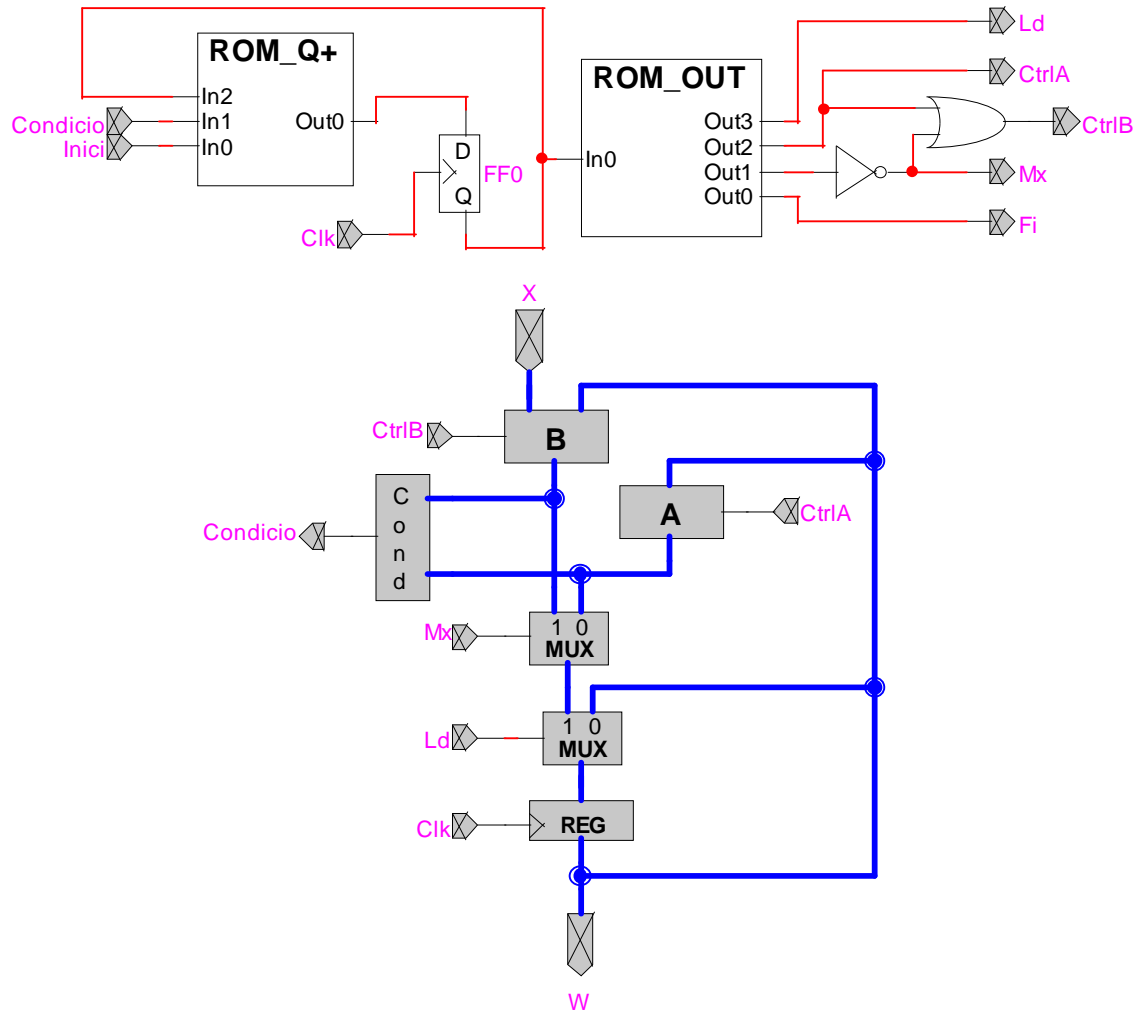 ROM_Q+
In2
Condicio In1 Out0
Inici In0
D
FF0
Q
Clk
ROM_OUT
In0
Out3
Out2
Out1
Out0
Ld
CtrlA
CtrlB
Mx
Fi
X
CtrlB B
A CtrlA
Condicio
C
o
n
d
Mx 1 0
MUX
Ld 1 0
MUX
Clk REG
W